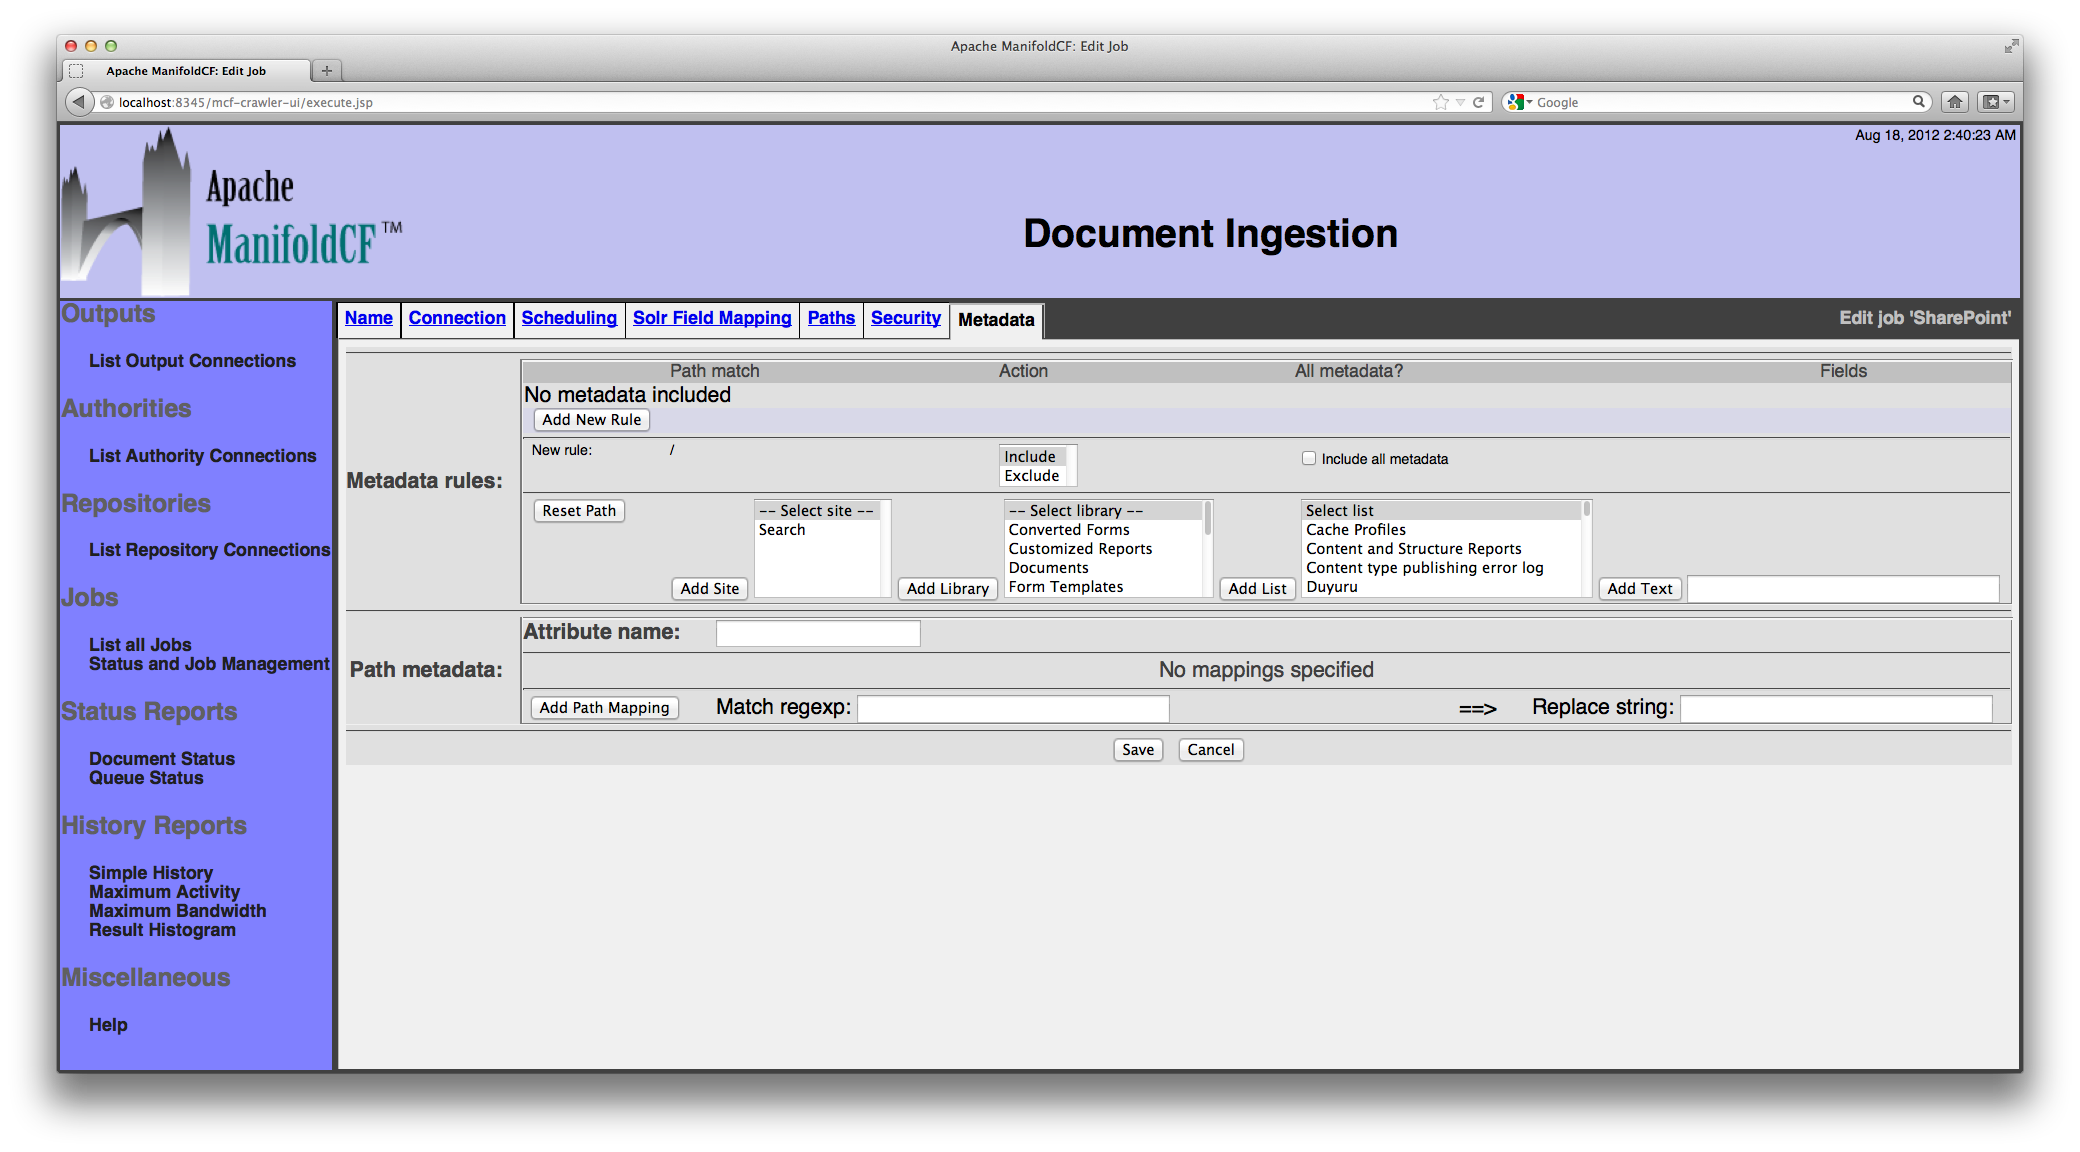 Apache ManifoldCF: Edit Job
Apache ManifoldCF: Edit Job
localhost:8345/mcf-crawler-ui/execute.jsp
Google
Aug 18, 2012 2:40:23 AM
Apache
ManifoldCF™
Document Ingestion
Outputs
List Output Connections
Authorities
List Authority Connections
Repositories
List Repository Connections
Jobs
List all Jobs
Status and Job Management
Status Reports
Document Status
Queue Status
History Reports
Simple History
Maximum Activity
Maximum Bandwidth
Result Histogram
Miscellaneous
Help
Name Connection Scheduling Solr Field Mapping Paths Security Metadata Edit job 'SharePoint'
Metadata rules:
Path match Action All metadata? Fields
No metadata included
Add New Rule
New rule: / Include Include all metadata
Exclude
Reset Path -- Select site -- -- Select library -- Select list
Search Converted Forms Cache Profiles
Customized Reports Content and Structure Reports
Documents Content type publishing error log
Add Site Add Library Form Templates Add List Duyuru Add Text
Path metadata:
Attribute name:
No mappings specified
Add Path Mapping Match regexp: ==> Replace string:
Save Cancel